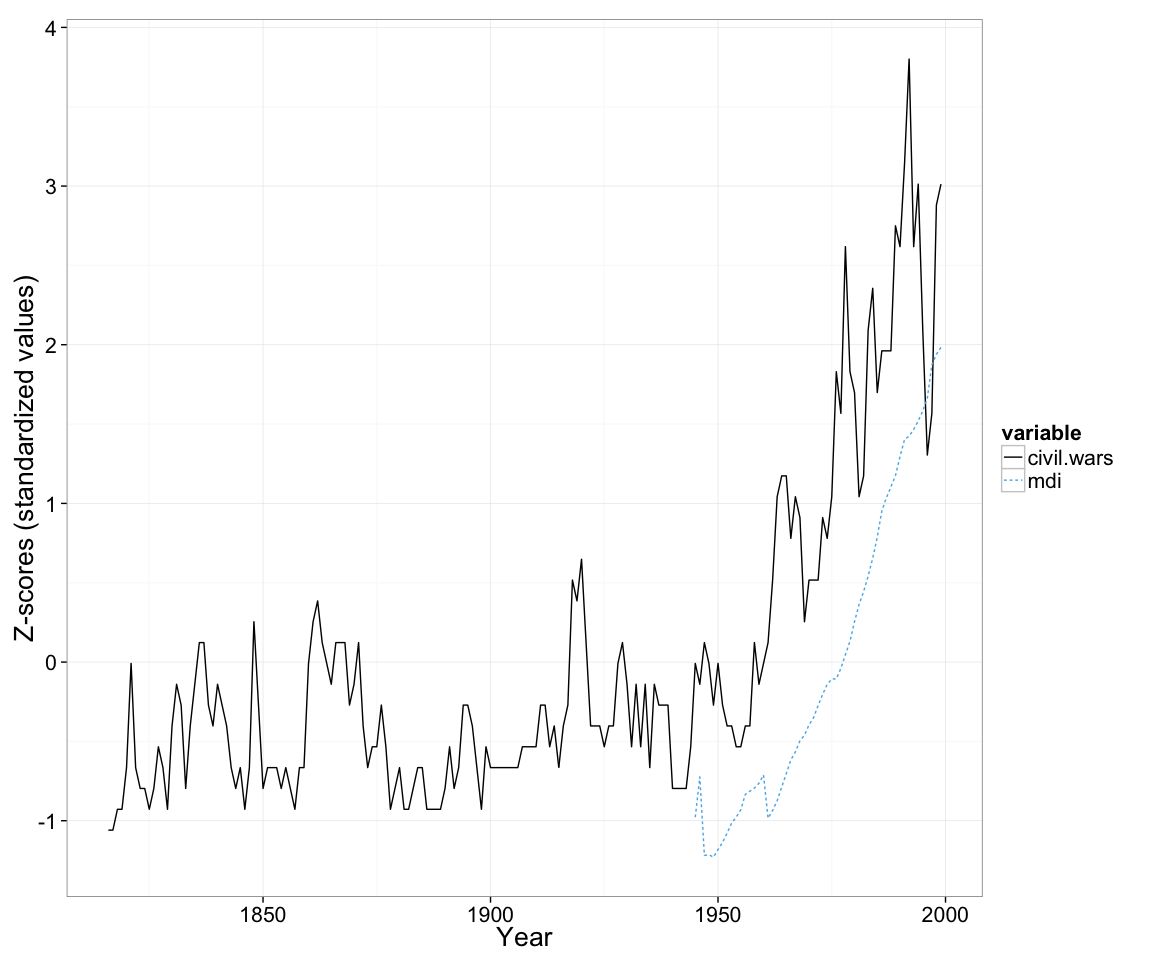 4
3
2
1
0
-1
Z-scores (standardized values)
1850
1900
1950
2000
Year
variable
civil.wars
mdi